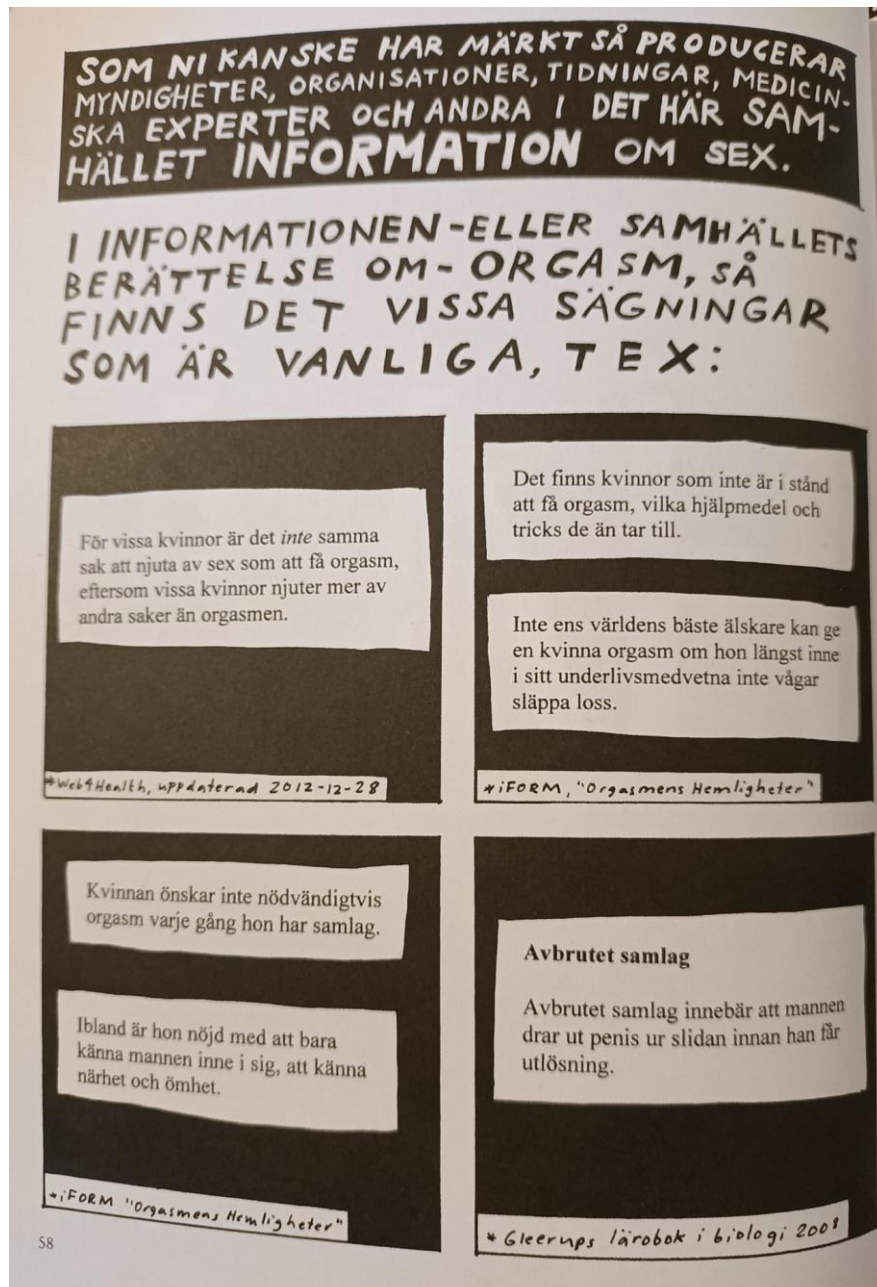 SOM NI KANSKE HAR MÄRKT SÅ PRODUCERAR
MYNDIGHETER, ORGANISATIONER, TIDNINGAR, MEDICIN-
SKA EXPERTER OCH ANDRA I DET HÄR SAM-
HÄLLET INFORMATION OM SEX.
I INFORMATIONEN-ELLER SAMHÄLLETS
BERÄTTELSE OM-ORGASM, SÅ
FINNS DET VISSA SÄGNINGAR
SOM ÄR VANLIGA, TEX:
För vissa kvinnor är det inte samma
sak att njuta av sex som att få orgasm,
eftersom vissa kvinnor njuter mer av
andra saker än orgasmen.
*Web4Health, uppdaterad 2012-12-28
Det finns kvinnor som inte är i stånd
att få orgasm, vilka hjälpmedel och
tricks de än tar till.
Inte ens världens bäste älskare kan ge
en kvinna orgasm om hon längst inne
i sitt underlivsmedvetna inte vågar
släppa loss.
*iFORM, "Orgasmens Hemligheter"
Kvinnan önskar inte nödvändigtvis
orgasm varje gång hon har samlag.
Ibland är hon nöjd med att bara
känna mannen inne i sig, att känna
närhet och ömhet.
*iFORM "Orgasmens Hemligheter"
Avbrutet samlag
Avbrutet samlag innebär att mannen
drar ut penis ur slidan innan han får
utlösning.
* Gleerups lärobok i biologi 2008
58